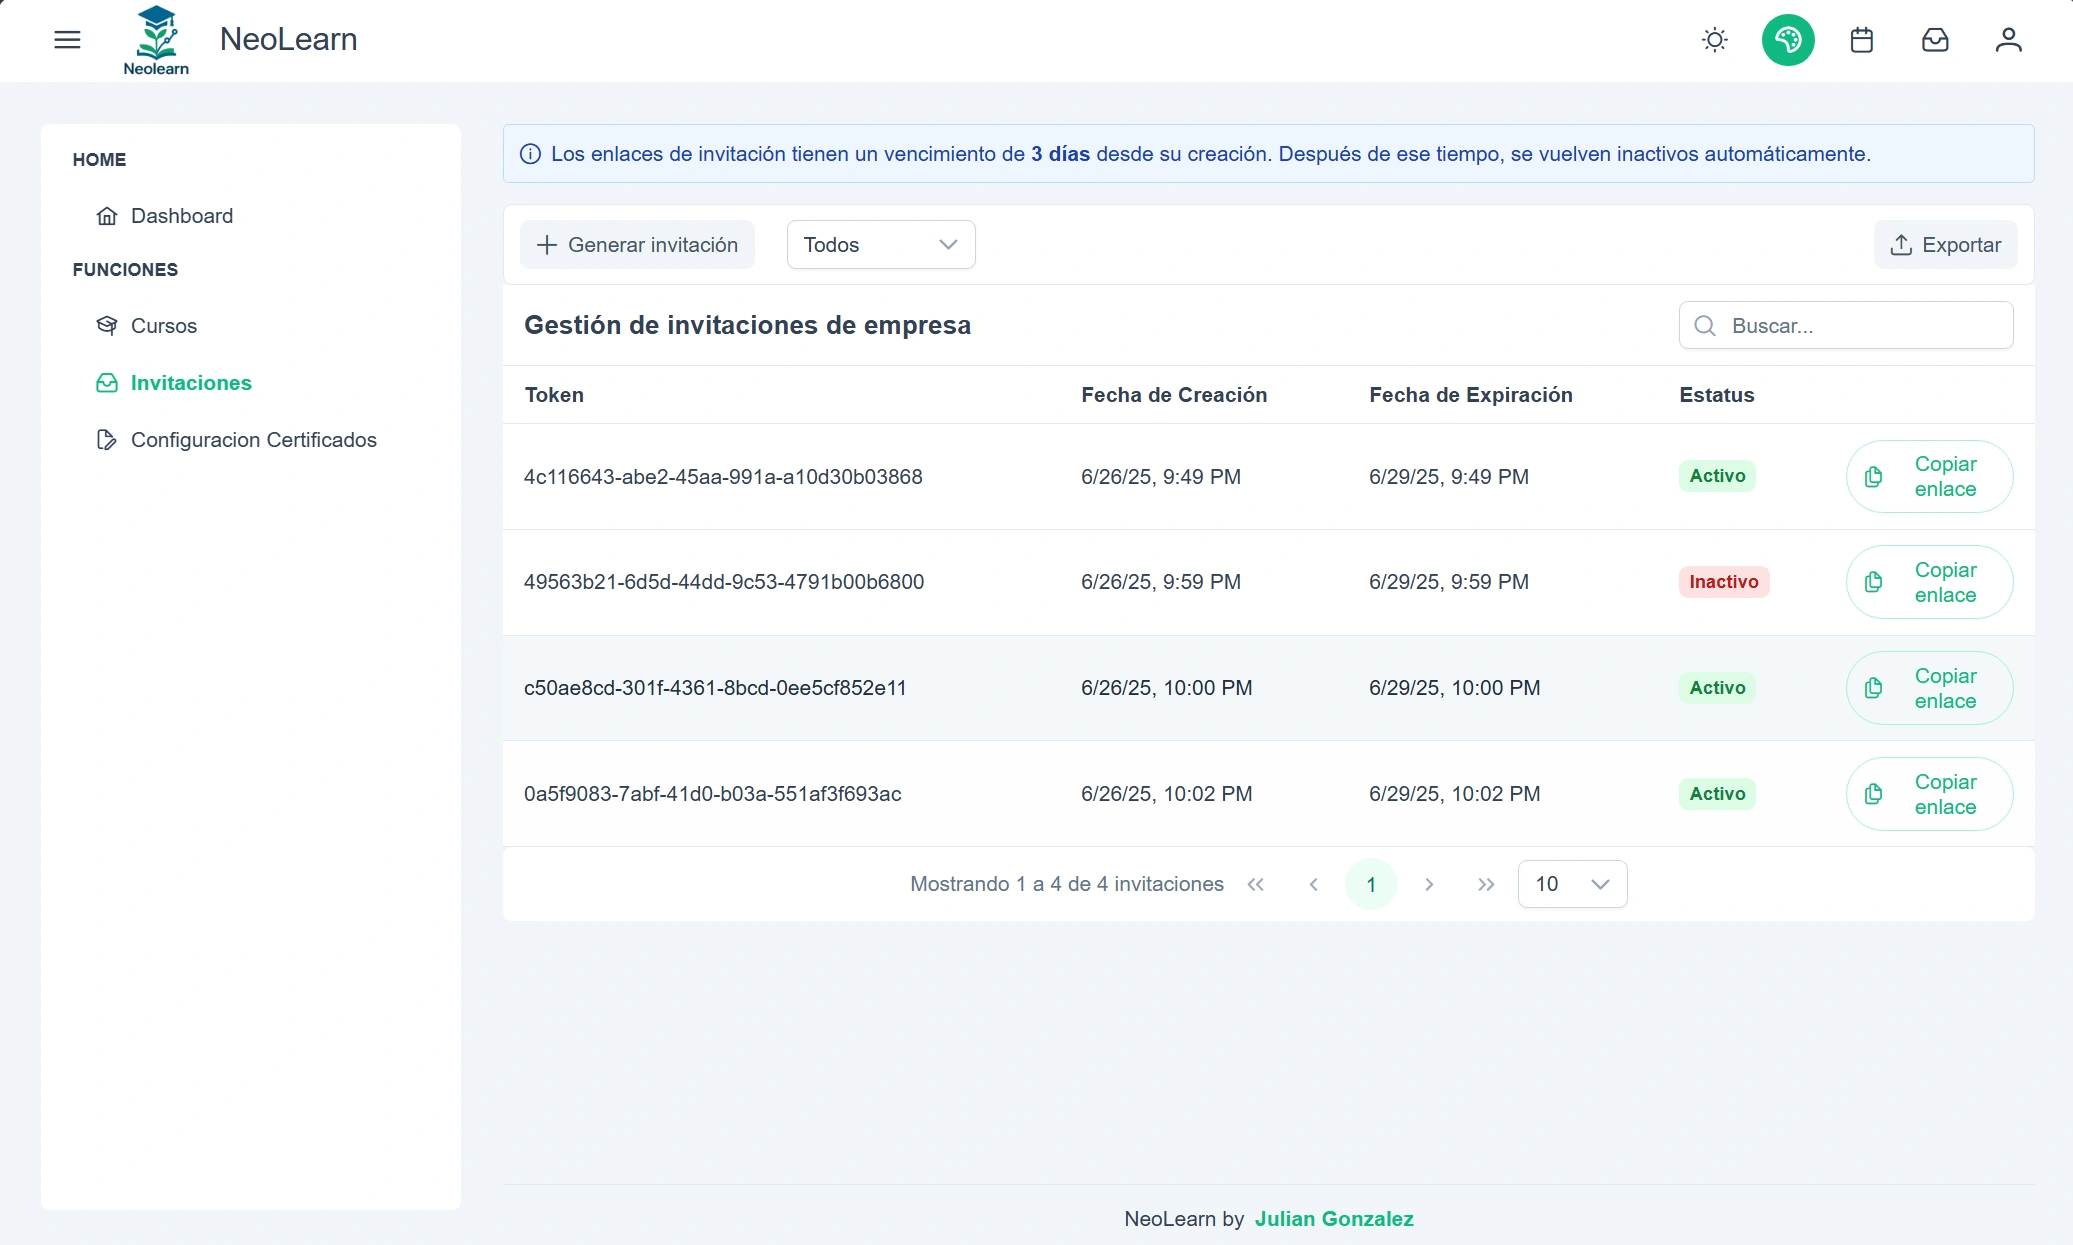 Neolearn
NeoLearn
HOME
Dashboard
FUNCIONES
Cursos
Invitaciones
Configuracion Certificados
Los enlaces de invitación tienen un vencimiento de 3 días desde su creación. Después de ese tiempo, se vuelven inactivos automáticamente.
Generar invitación
Todos
Exportar
Gestión de invitaciones de empresa
Buscar...
Token Fecha de Creación Fecha de Expiración Estatus
4c116643-abe2-45aa-991a-a10d30b03868 6/26/25, 9:49 PM 6/29/25, 9:49 PM Activo Copiar enlace
49563b21-6d5d-44dd-9c53-4791b00b6800 6/26/25, 9:59 PM 6/29/25, 9:59 PM Inactivo Copiar enlace
c50ae8cd-301f-4361-8bcd-0ee5cf852e11 6/26/25, 10:00 PM 6/29/25, 10:00 PM Activo Copiar enlace
0a5f9083-7abf-41d0-b03a-551af3f693ac 6/26/25, 10:02 PM 6/29/25, 10:02 PM Activo Copiar enlace
Mostrando 1 a 4 de 4 invitaciones 1 10
NeoLearn by Julian Gonzalez